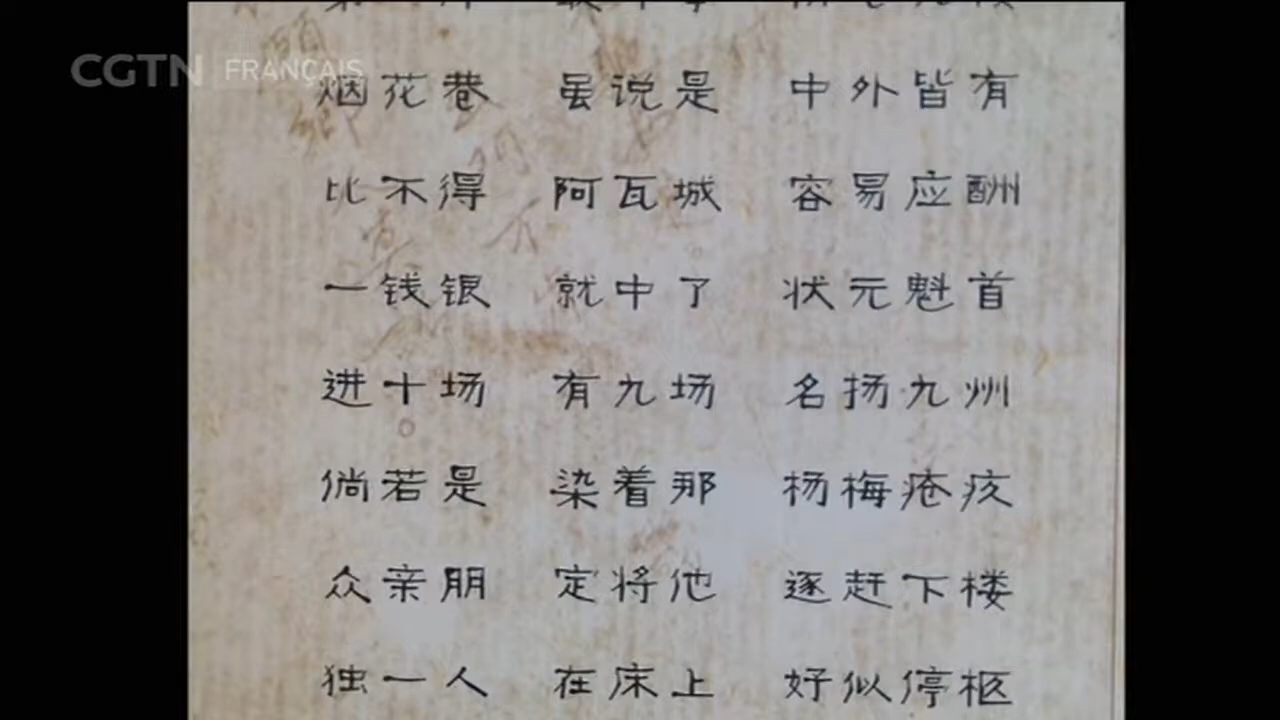 CGTN FRANÇAIS
烟花巷 虽说是 中外皆有
比不得 阿瓦城 容易应酬
一钱银 就中了 状元魁首
进十场 有九场 名扬九州
倘若是 染着那 杨梅疮疾
众亲朋 定将他 逐赶下楼
独一人 在床上 好似停柩